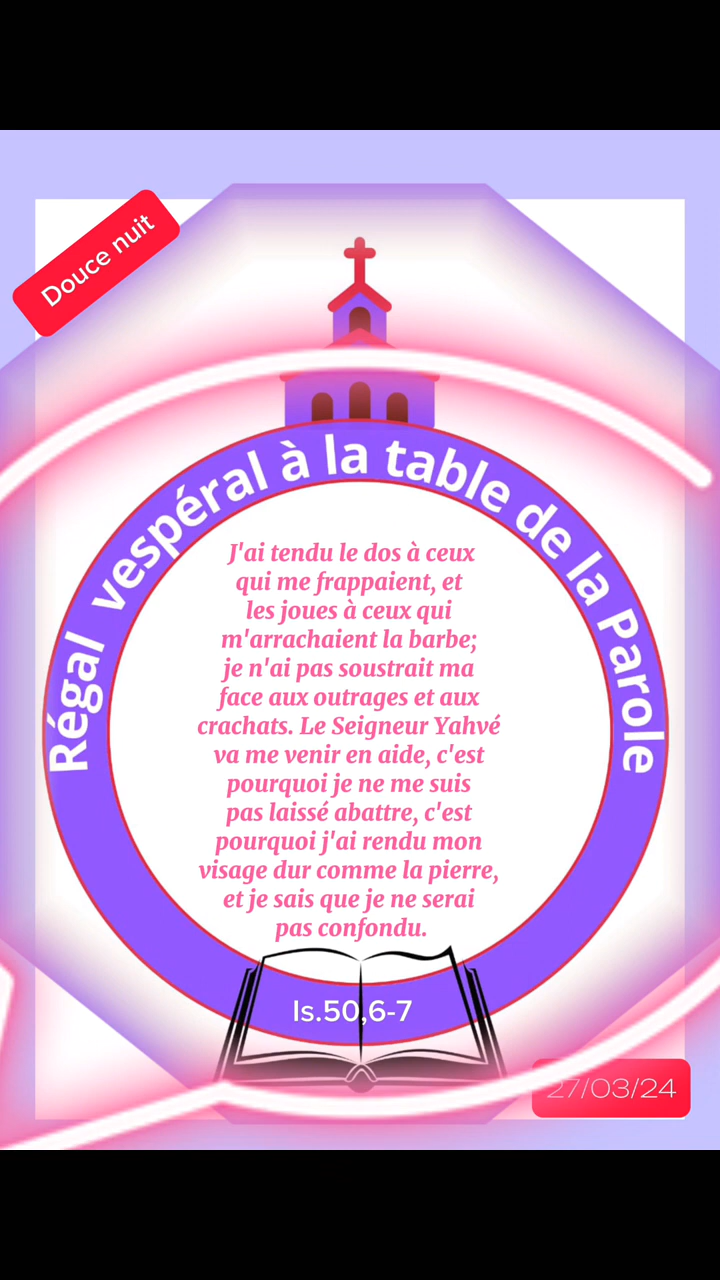 Douce nuit
Régal vespéral à la table de la Parole
J'ai tendu le dos à ceux
qui me frappaient, et
les joues à ceux qui
m'arrachaient la barbe;
je n'ai pas soustrait ma
face aux outrages et aux
crachats. Le Seigneur Yahvé
va me venir en aide, c'est
pourquoi je ne me suis
pas laissé abattre, c'est
pourquoi j'ai rendu mon
visage dur comme la pierre,
et je sais que je ne serai
pas confondu.
Is.50,6-7
27/03/24